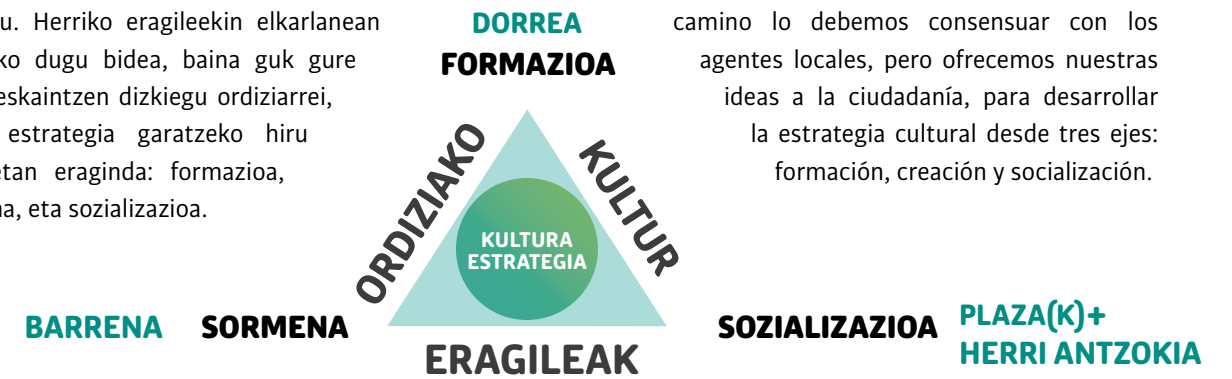 u. Herriko eragileekin elkarlanean
ko dugu bidea, baina guk gure
eskaintzen dizkiegu ordiziarrei,
estrategia garatzeko hiru
etan eraginda: formazioa,
na, eta sozializazioa.
DORREA
FORMAZIOA
camino lo debemos consensuar con los
agentes locales, pero ofrecemos nuestras
ideas a la ciudadanía, para desarrollar
la estrategia cultural desde tres ejes:
formación, creación y socialización.
ORDIZIAKO
KULTUR
ERAGILEAK
KULTURA
ESTRATEGIA
BARRENA SORMENA
SOZIALIZAZIOA
PLAZA(K)+
HERRI ANTZOKIA